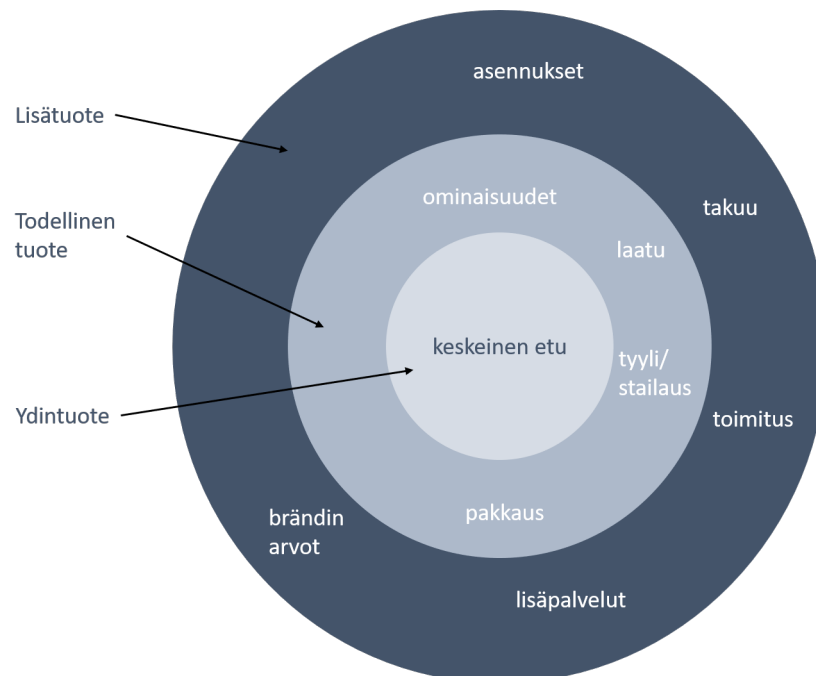 asennukset
Lisätuote
ominaisuudet
takuu
Todellinen
tuote
laatu
keskeinen etu
tyyli/
stailaus
Ydintuote
toimitus
brändin
arvot
pakkaus
lisäpalvelut